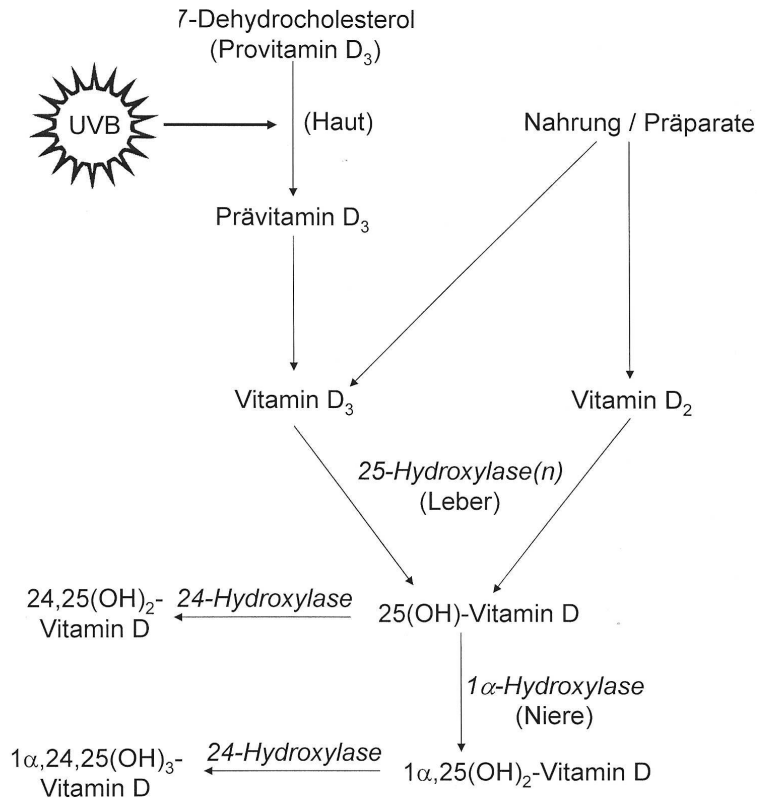 7-Dehydrocholesterol
(Provitamin D₃)
UVB
(Haut)
Nahrung / Präparate
Prävitamin D₃
Vitamin D₃
Vitamin D₂
25-Hydroxylase(n)
(Leber)
24,25(OH)₂-
Vitamin D
24-Hydroxylase
25(OH)-Vitamin D
1α-Hydroxylase
(Niere)
1α,24,25(OH)₃-
Vitamin D
24-Hydroxylase
1α,25(OH)₂-Vitamin D